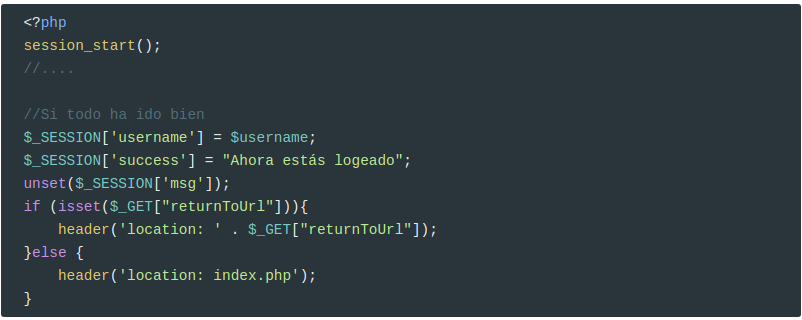 <?php
session_start();
//....

//Si todo ha ido bien
$_SESSION['username'] = $username;
$_SESSION['success'] = "Ahora estás logeado";
unset($_SESSION['msg']);
if (isset($_GET["returnToUrl"])){
    header('location: ' . $_GET["returnToUrl"]);
}else {
    header('location: index.php');
}